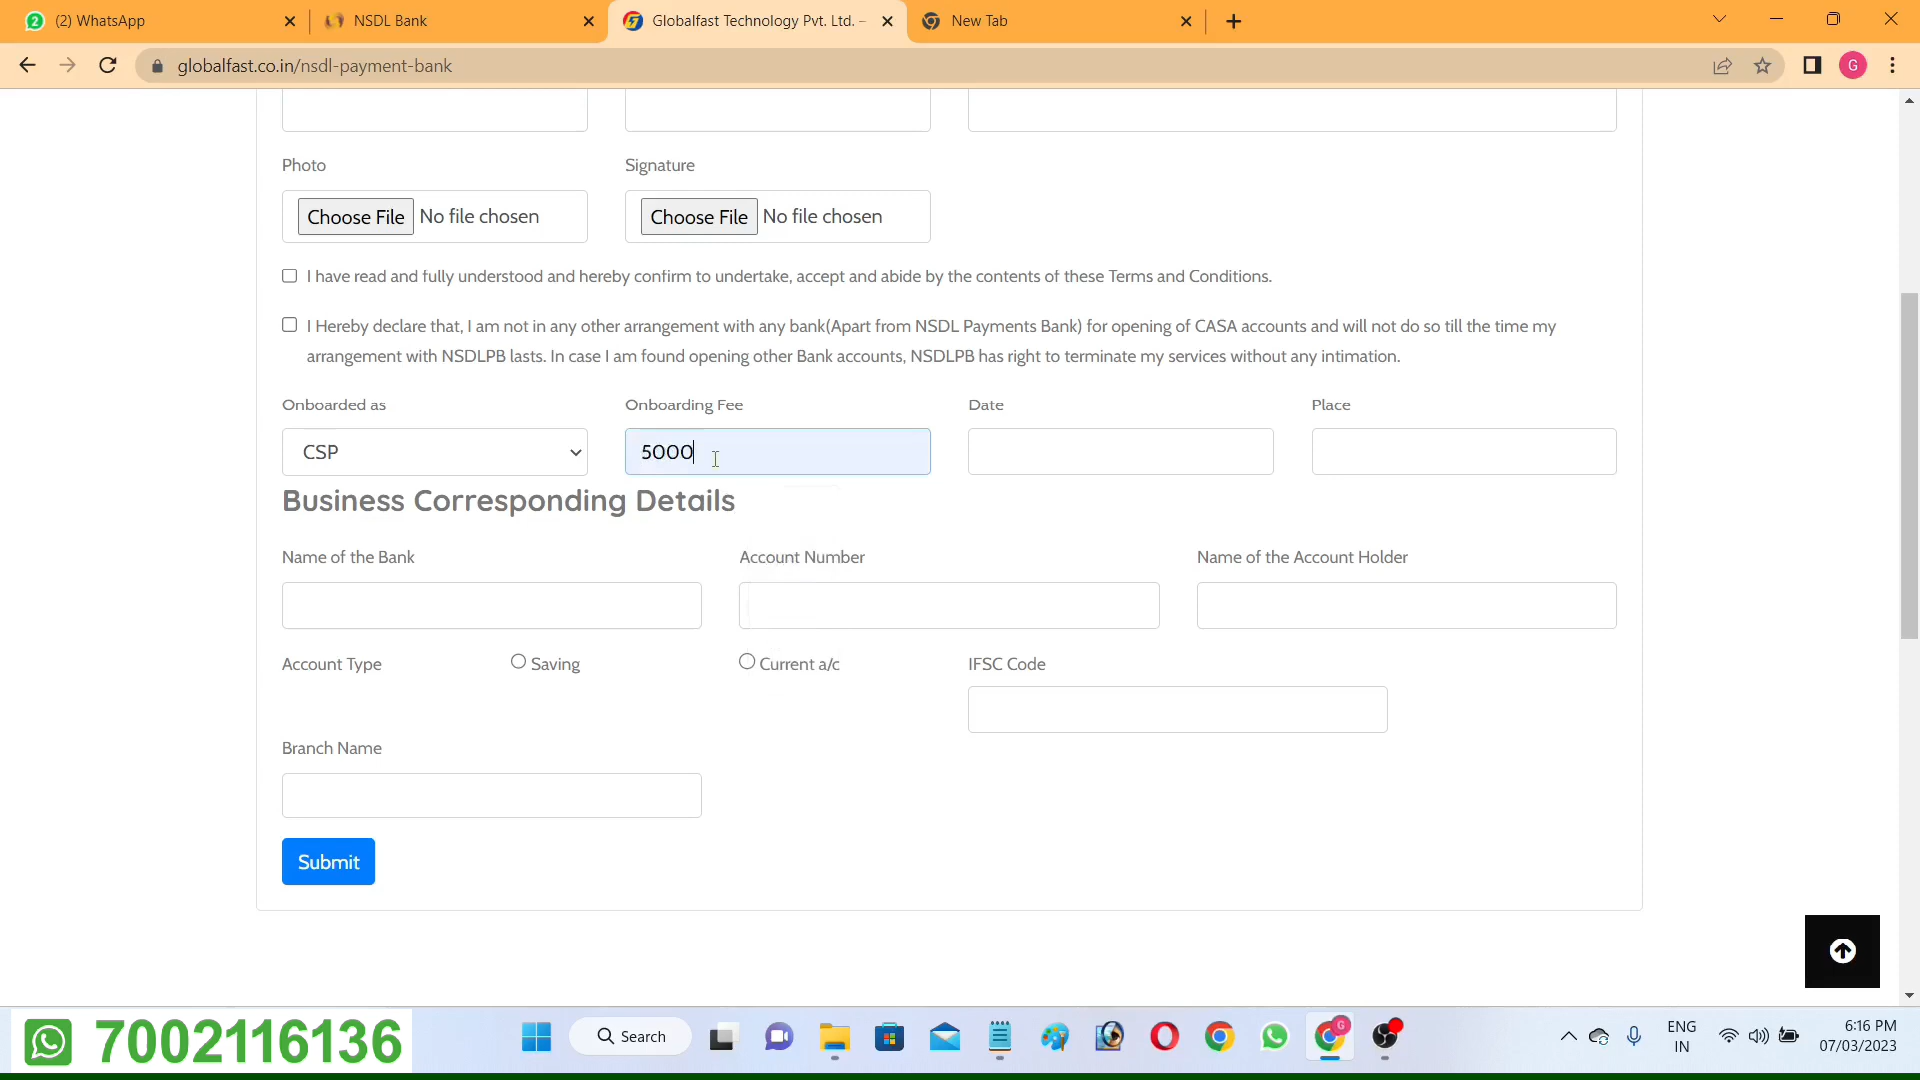 (2) WhatsApp
NSDL Bank
Globalfast Technology Pvt. Ltd. –
New Tab
globalfast.co.in/nsdl-payment-bank
G
Photo
Signature
Choose File No file chosen
Choose File No file chosen
I have read and fully understood and hereby confirm to undertake, accept and abide by the contents of these Terms and Conditions.
I Hereby declare that, I am not in any other arrangement with any bank(Apart from NSDL Payments Bank) for opening of CASA accounts and will not do so till the time my
arrangement with NSDLPB lasts. In case I am found opening other Bank accounts, NSDLPB has right to terminate my services without any intimation.
Onboarded as
Onboarding Fee
Date
Place
CSP
5000
Business Corresponding Details
Name of the Bank
Account Number
Name of the Account Holder
Account Type
Saving
Current a/c
IFSC Code
Branch Name
Submit
7002116136
Search
G
ENG
IN
6:16 PM
07/03/2023